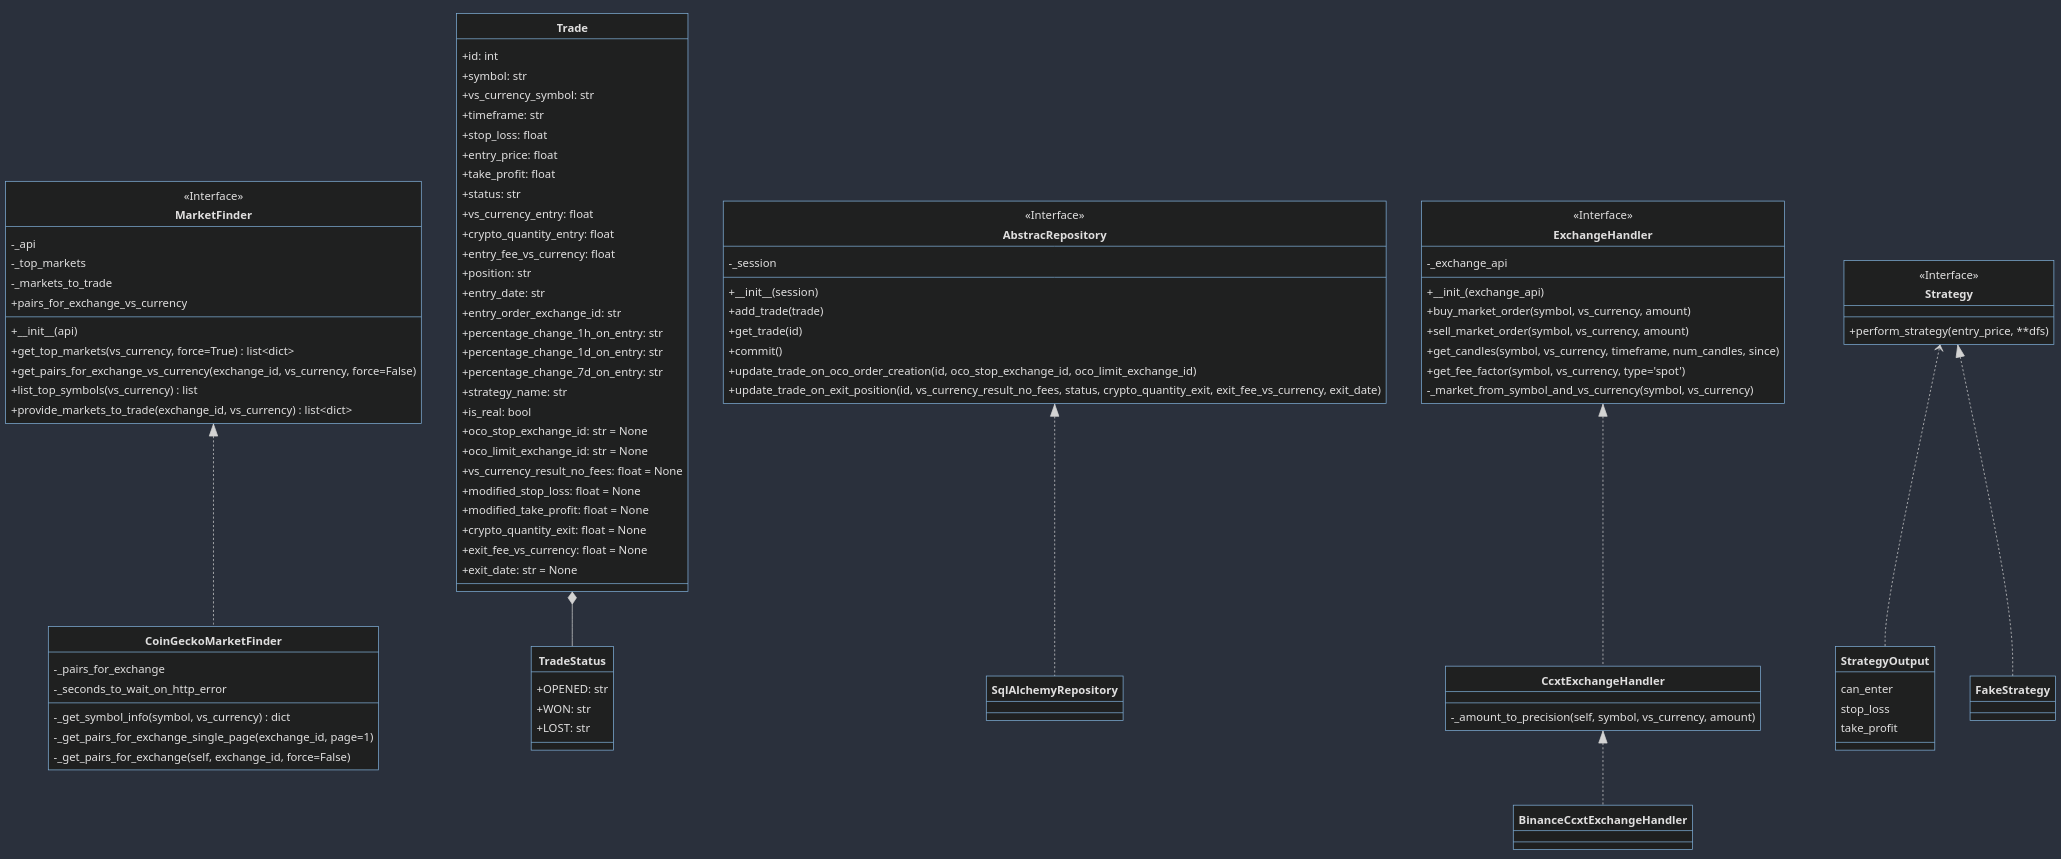 Trade
+id: int
+symbol: str
+vs_currency_symbol: str
+timeframe: str
+stop_loss: float
+entry_price: float
+take_profit: float
+status: str
+vs_currency_entry: float
+crypto_quantity_entry: float
+entry_fee_vs_currency: float
+position: str
+entry_date: str
+entry_order_exchange_id: str
+percentage_change_1h_on_entry: str
+percentage_change_1d_on_entry: str
+percentage_change_7d_on_entry: str
+strategy_name: str
+is_real: bool
+oco_stop_exchange_id: str = None
+oco_limit_exchange_id: str = None
+vs_currency_result_no_fees: float = None
+modified_stop_loss: float = None
+modified_take_profit: float = None
+crypto_quantity_exit: float = None
+exit_fee_vs_currency: float = None
+exit_date: str = None
«Interface»
MarketFinder
-_api
-_top_markets
-_markets_to_trade
+pairs_for_exchange_vs_currency
+__init__(api)
+get_top_markets(vs_currency, force=True) : list<dict>
+get_pairs_for_exchange_vs_currency(exchange_id, vs_currency, force=False)
+list_top_symbols(vs_currency) : list
+provide_markets_to_trade(exchange_id, vs_currency) : list<dict>
«Interface»
AbstracRepository
-_session
+__init__(session)
+add_trade(trade)
+get_trade(id)
+commit()
+update_trade_on_oco_order_creation(id, oco_stop_exchange_id, oco_limit_exchange_id)
+update_trade_on_exit_position(id, vs_currency_result_no_fees, status, crypto_quantity_exit, exit_fee_vs_currency, exit_date)
«Interface»
ExchangeHandler
-_exchange_api
+__init_(exchange_api)
+buy_market_order(symbol, vs_currency, amount)
+sell_market_order(symbol, vs_currency, amount)
+get_candles(symbol, vs_currency, timeframe, num_candles, since)
+get_fee_factor(symbol, vs_currency, type='spot')
-_market_from_symbol_and_vs_currency(symbol, vs_currency)
«Interface»
Strategy
+perform_strategy(entry_price, **dfs)
CoinGeckoMarketFinder
-_pairs_for_exchange
-_seconds_to_wait_on_http_error
-_get_symbol_info(symbol, vs_currency) : dict
-_get_pairs_for_exchange_single_page(exchange_id, page=1)
-_get_pairs_for_exchange(self, exchange_id, force=False)
TradeStatus
+OPENED: str
+WON: str
+LOST: str
SqlAlchemyRepository
CcxtExchangeHandler
-_amount_to_precision(self, symbol, vs_currency, amount)
StrategyOutput
can_enter
stop_loss
take_profit
FakeStrategy
BinanceCcxtExchangeHandler